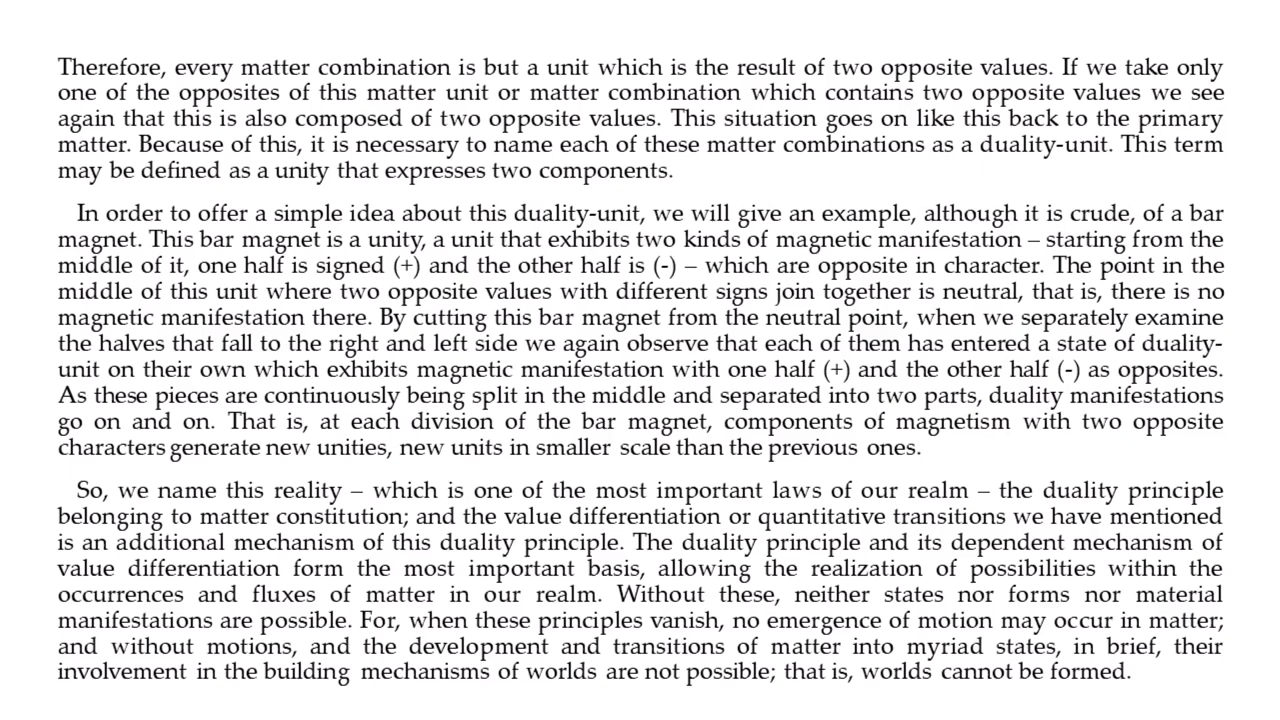 Therefore, every matter combination is but a unit which is the result of two opposite values. If we take only
one of the opposites of this matter unit or matter combination which contains two opposite values we see
again that this is also composed of two opposite values. This situation goes on like this back to the primary
matter. Because of this, it is necessary to name each of these matter combinations as a duality-unit. This term
may be defined as a unity that expresses two components.
In order to offer a simple idea about this duality-unit, we will give an example, although it is crude, of a bar
magnet. This bar magnet is a unity, a unit that exhibits two kinds of magnetic manifestation – starting from the
middle of it, one half is signed (+) and the other half is (-) – which are opposite in character. The point in the
middle of this unit where two opposite values with different signs join together is neutral, that is, there is no
magnetic manifestation there. By cutting this bar magnet from the neutral point, when we separately examine
the halves that fall to the right and left side we again observe that each of them has entered a state of duality-
unit on their own which exhibits magnetic manifestation with one half (+) and the other half (-) as opposites.
As these pieces are continuously being split in the middle and separated into two parts, duality manifestations
go on and on. That is, at each division of the bar magnet, components of magnetism with two opposite
characters generate new unities, new units in smaller scale than the previous ones.
So, we name this reality – which is one of the most important laws of our realm – the duality principle
belonging to matter constitution; and the value differentiation or quantitative transitions we have mentioned
is an additional mechanism of this duality principle. The duality principle and its dependent mechanism of
value differentiation form the most important basis, allowing the realization of possibilities within the
occurrences and fluxes of matter in our realm. Without these, neither states nor forms nor material
manifestations are possible. For, when these principles vanish, no emergence of motion may occur in matter;
and without motions, and the development and transitions of matter into myriad states, in brief, their
involvement in the building mechanisms of worlds are not possible; that is, worlds cannot be formed.